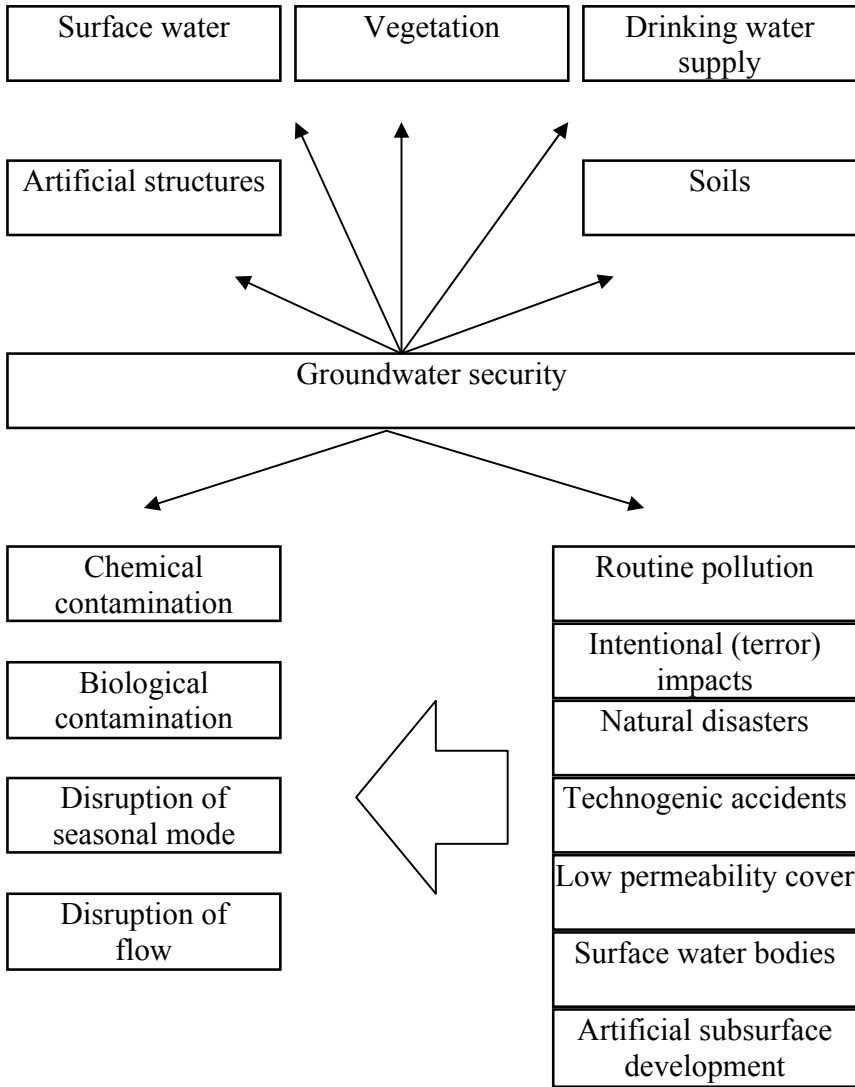 Surface water
Vegetation
Drinking water
supply
Artificial structures
Soils
Groundwater security
Chemical
contamination
Biological
contamination
Disruption of
seasonal mode
Disruption of
flow
Routine pollution
Intentional (terror)
impacts
Natural disasters
Technogenic accidents
Low permeability cover
Surface water bodies
Artificial subsurface
development